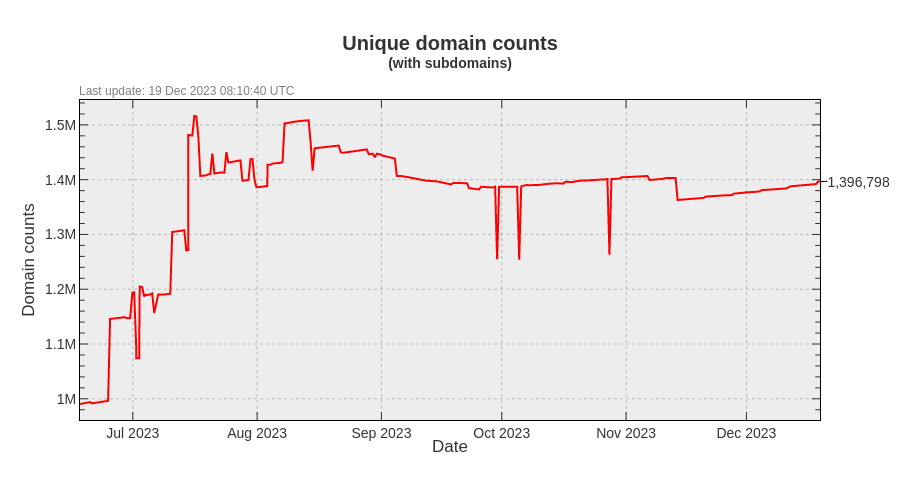 Unique domain counts
(with subdomains)
Last update: 19 Dec 2023 08:10:40 UTC
1.5M
1.4M
1,396,798
1.3M
1.2M
1.1M
1M
Domain counts
Jul 2023 Aug 2023 Sep 2023 Oct 2023 Nov 2023 Dec 2023
Date